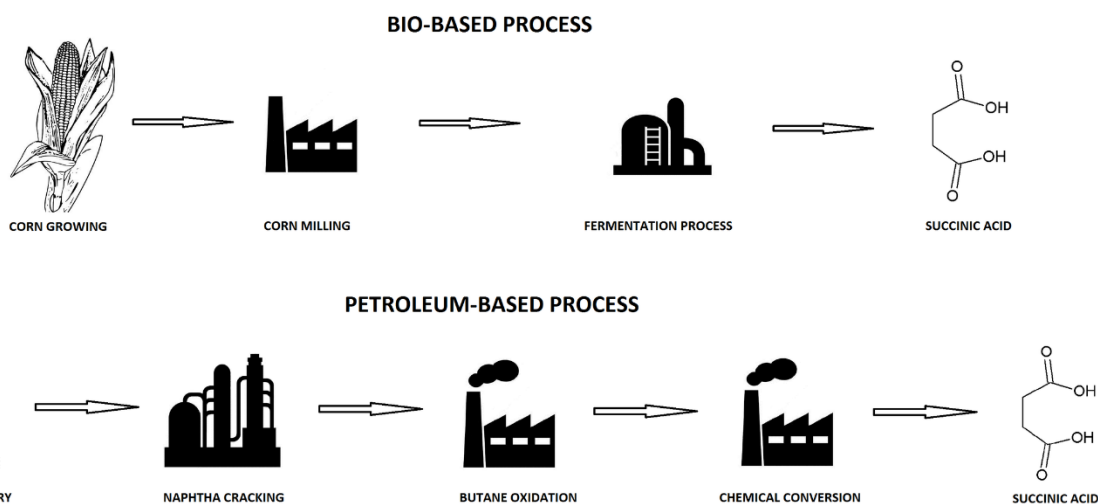 BIO-BASED PROCESS
O
OH
OH
O
CORN GROWING
CORN MILLING
FERMENTATION PROCESS
SUCCINIC ACID
PETROLEUM-BASED PROCESS
O
OH
OH
O
RY
NAPHTHA CRACKING
BUTANE OXIDATION
CHEMICAL CONVERSION
SUCCINIC ACID